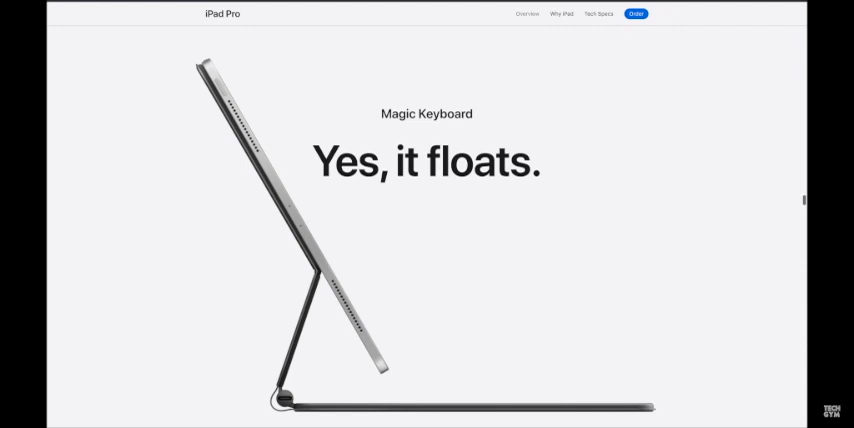 iPad Pro
Overview Why iPad Tech Specs Order
Magic Keyboard
Yes, it floats.
TECH
GYM